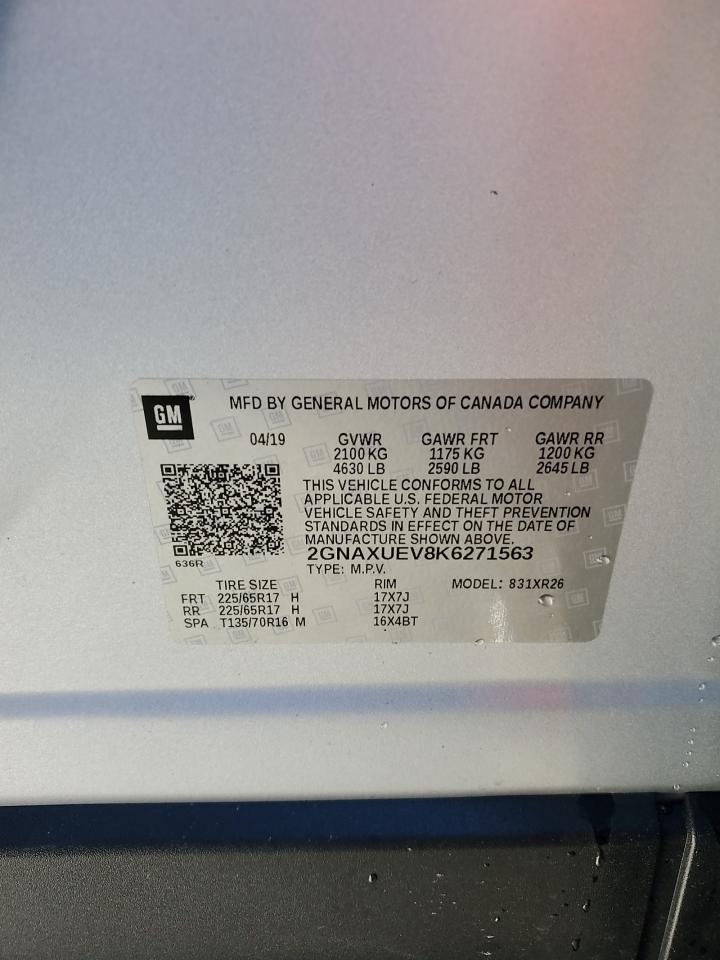 GM
MFD BY GENERAL MOTORS OF CANADA COMPANY
04/19 GVWR GAWR FRT GAWR RR
2100 KG 1175 KG 1200 KG
4630 LB 2590 LB 2645 LB
THIS VEHICLE CONFORMS TO ALL
APPLICABLE U.S. FEDERAL MOTOR
VEHICLE SAFETY AND THEFT PREVENTION
STANDARDS IN EFFECT ON THE DATE OF
MANUFACTURE SHOWN ABOVE.
2GNAXUEV8K6271563
636R
TYPE: M.P.V.
TIRE SIZE RIM MODEL: 831XR26
FRT 225/65R17 H 17X7J
RR 225/65R17 H 17X7J
SPA T135/70R16 M 16X4BT